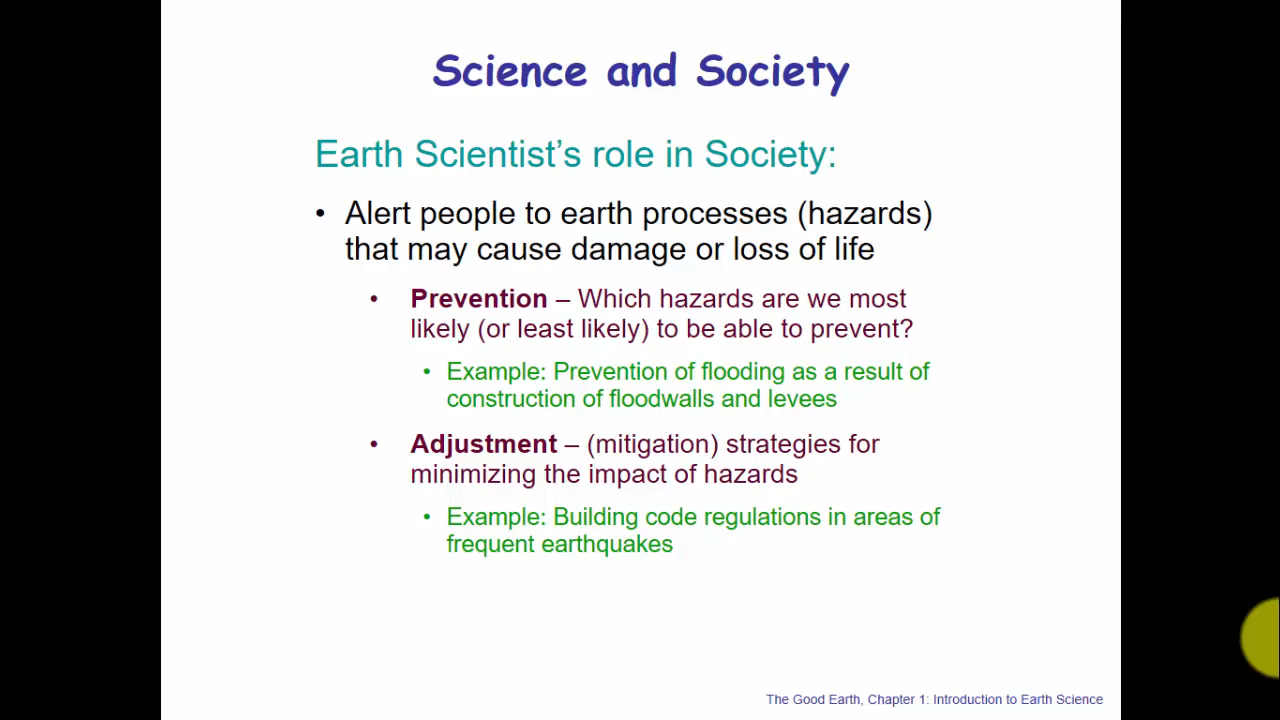 Science and Society
Earth Scientist's role in Society:
• Alert people to earth processes (hazards)
that may cause damage or loss of life
• Prevention – Which hazards are we most
likely (or least likely) to be able to prevent?
• Example: Prevention of flooding as a result of
construction of floodwalls and levees
• Adjustment – (mitigation) strategies for
minimizing the impact of hazards
• Example: Building code regulations in areas of
frequent earthquakes
The Good Earth, Chapter 1: Introduction to Earth Science